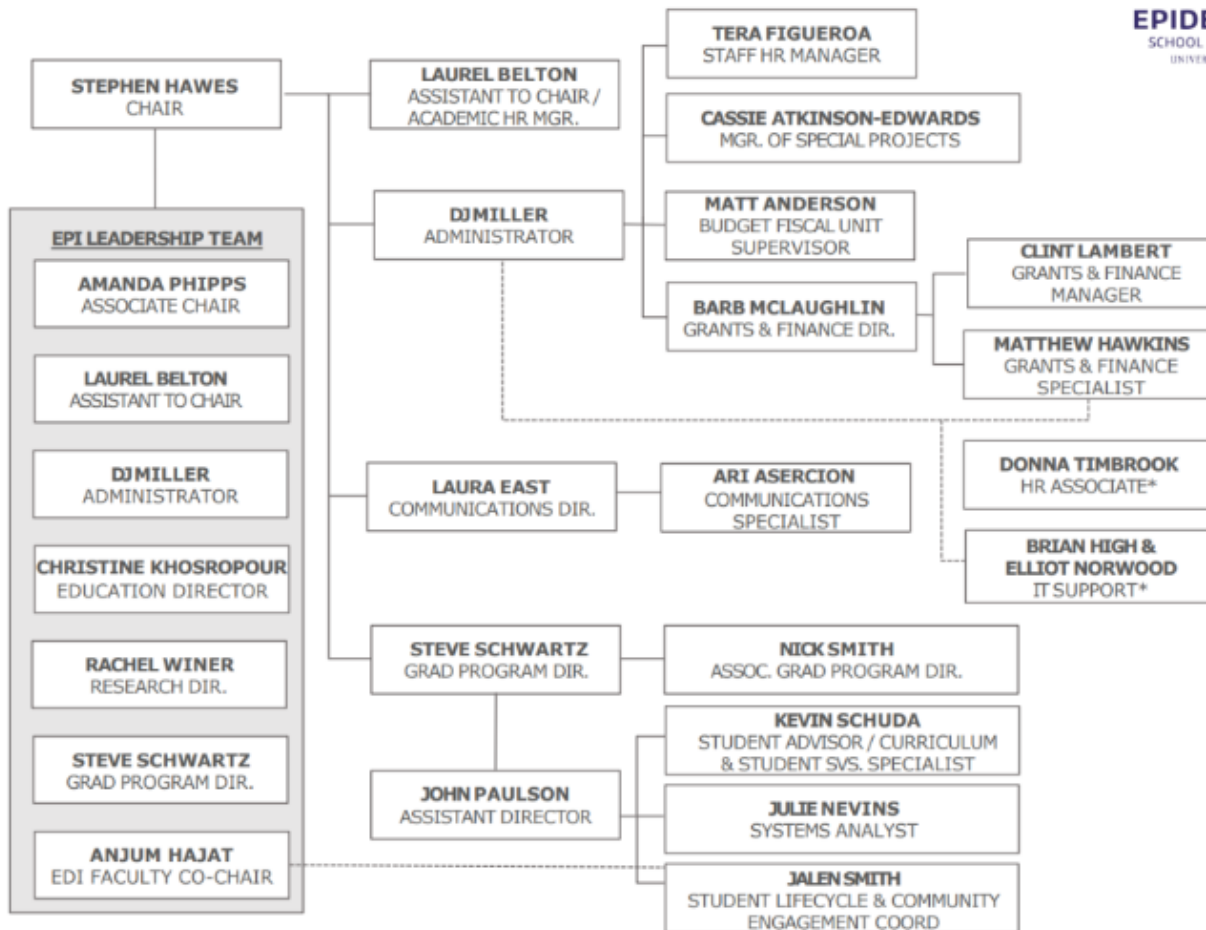 EPIDE
SCHOOL
UNIVER
STEPHEN HAWES
CHAIR
LAUREL BELTON
ASSISTANT TO CHAIR /
ACADEMIC HR MGR.
TERA FIGUEROA
STAFF HR MANAGER
CASSIE ATKINSON-EDWARDS
MGR. OF SPECIAL PROJECTS
DJ MILLER
ADMINISTRATOR
MATT ANDERSON
BUDGET FISCAL UNIT
SUPERVISOR
BARB MCLAUGHLIN
GRANTS & FINANCE DIR.
CLINT LAMBERT
GRANTS & FINANCE
MANAGER
MATTHEW HAWKINS
GRANTS & FINANCE
SPECIALIST
DONNA TIMBROOK
HR ASSOCIATE*
BRIAN HIGH &
ELLIOT NORWOOD
IT SUPPORT*
EPI LEADERSHIP TEAM
AMANDA PHIPPS
ASSOCIATE CHAIR
LAUREL BELTON
ASSISTANT TO CHAIR
DJ MILLER
ADMINISTRATOR
CHRISTINE KHOSROPOUR
EDUCATION DIRECTOR
RACHEL WINER
RESEARCH DIR.
STEVE SCHWARTZ
GRAD PROGRAM DIR.
ANJUM HAJAT
EDI FACULTY CO-CHAIR
LAURA EAST
COMMUNICATIONS DIR.
ARI ASERCION
COMMUNICATIONS
SPECIALIST
STEVE SCHWARTZ
GRAD PROGRAM DIR.
NICK SMITH
ASSOC. GRAD PROGRAM DIR.
JOHN PAULSON
ASSISTANT DIRECTOR
KEVIN SCHUDA
STUDENT ADVISOR / CURRICULUM
& STUDENT SVS. SPECIALIST
JULIE NEVINS
SYSTEMS ANALYST
JALEN SMITH
STUDENT LIFECYCLE & COMMUNITY
ENGAGEMENT COORD